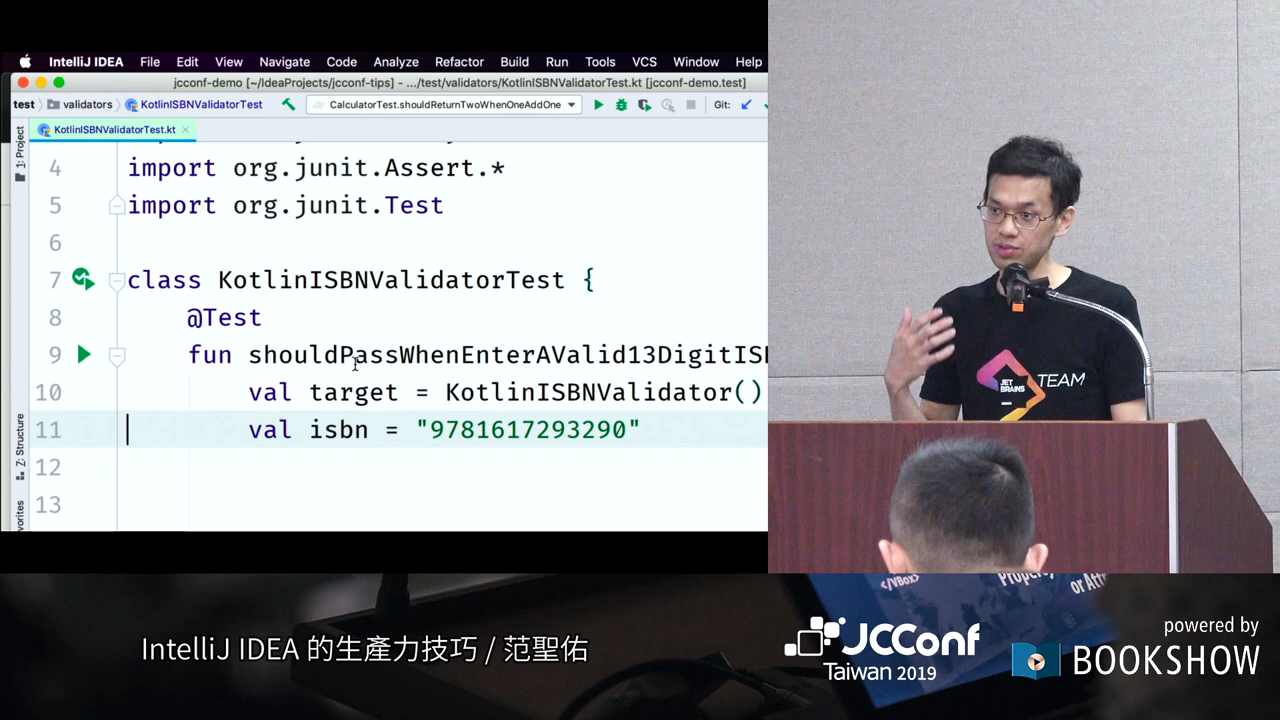 IntelliJ IDEA File Edit View Navigate Code Analyze Refactor Build Run Tools VCS Window Help
jcconf-demo [~/IdeaProjects/jcconf-tips] - .../test/validators/KotlinISBNValidatorTest.kt [jcconf-demo.test]
test validators KotlinISBNValidatorTest CalculatorTest.shouldReturnTwoWhenOneAddOne Git:
KotlinISBNValidatorTest.kt
1: Project
4 import org.junit.Assert.*
5 import org.junit.Test
6
7 class KotlinISBNValidatorTest {
8 @Test
9 fun shouldPassWhenEnterAValid13DigitISB
10 val target = KotlinISBNValidator()
11 val isbn = "9781617293290"
12
13
Z: Structure
JET
BRAINS
TEAM
</VBox>
or
IntelliJ IDEA 的生產力技巧 / 范聖佑
JCConf
Taiwan 2019
powered by
BOOKSHOW